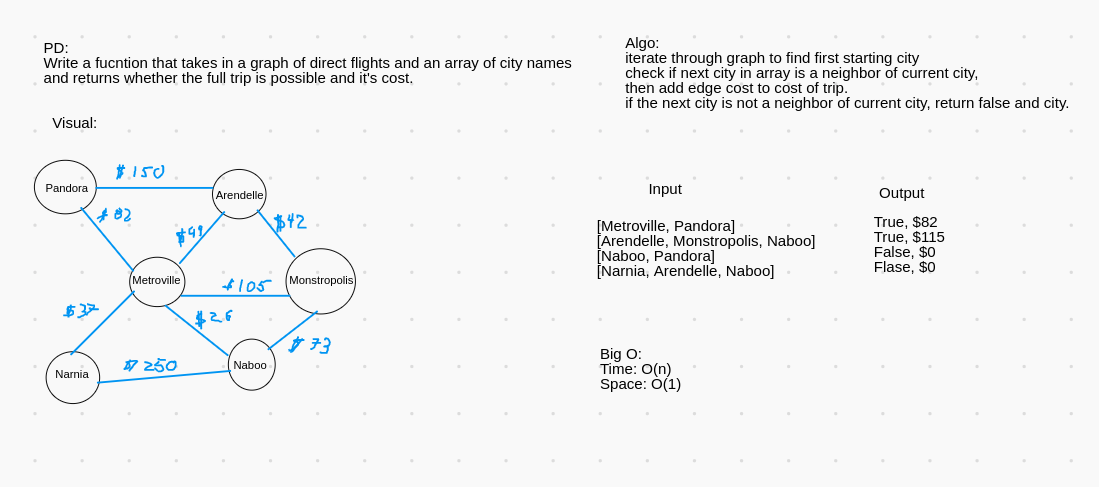 PD:
Write a fucntion that takes in a graph of direct flights and an array of city names
and returns whether the full trip is possible and it's cost.
Visual:
Pandora
$150
Arendelle
$82
$99
$42
Metroville
$105
Monstropolis
$37
$26
$73
Narnia
$250
Naboo
Algo:
iterate through graph to find first starting city
check if next city in array is a neighbor of current city,
then add edge cost to cost of trip.
if the next city is not a neighbor of current city, return false and city.
Input
[Metroville, Pandora]
[Arendelle, Monstropolis, Naboo]
[Naboo, Pandora]
[Narnia, Arendelle, Naboo]
Output
True, $82
True, $115
False, $0
Flase, $0
Big O:
Time: O(n)
Space: O(1)